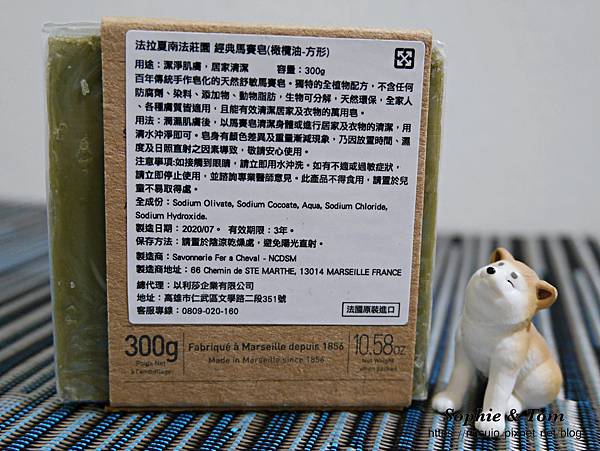 法拉夏南法莊園 經典馬賽皂(橄欖油-方形)
用途：潔淨肌膚，居家清潔 容量：300g
百年傳統手作皂化的天然舒敏馬賽皂。獨特的全植物配方，不含任何
防腐劑、染料、添加物、動物脂肪，生物可分解，天然環保，全家人
、各種膚質皆適用，且能有效清潔居家及衣物的萬用皂。
用法：潤濕肌膚後，以馬賽皂清潔身體或進行居家及衣物的清潔，用
清水沖淨即可。皂身有顏色差異及重量漸減現象，乃因放置時間、濕
度及日照直射之因素導致，敬請安心使用。
注意事項:如接觸到眼睛，請立即用水沖洗。如有不適或過敏症狀，
請立即停止使用，並諮詢專業醫師意見。此產品不得食用，請置於兒
童不易取得處。
全成份：Sodium Olivate, Sodium Cocoate, Aqua, Sodium Chloride,
Sodium Hydroxide.
製造日期：2020/07。 有效期限：3年。
保存方法：請置於陰涼乾燥處，避免陽光直射。
製造商：Savonnerie Fer a Cheval - NCDSM
製造商地址：66 Chemin de STE MARTHE, 13014 MARSEILLE FRANCE
總代理：以利莎企業有限公司
地址：高雄市仁武區文學路二段351號
客服專線：0809-020-160
法國原裝進口
300g
Poids Net
à l'emballage
Fabriqué à Marseille depuis 1856
Made in Marseille since 1856
10.58oz
Net Weight
when packed
Sophie & Tom